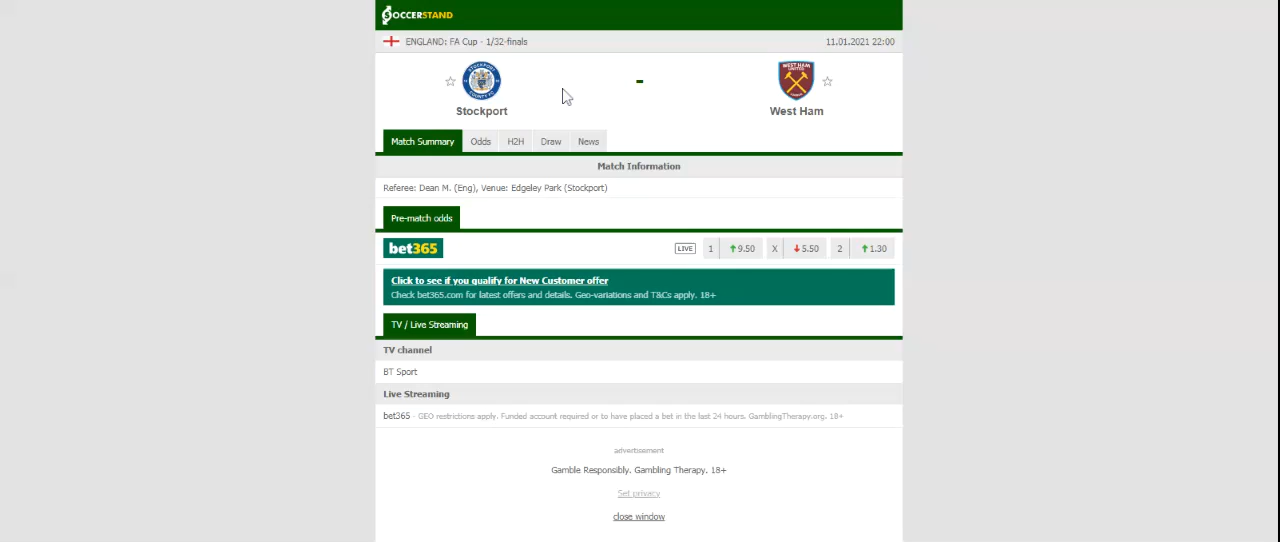 SOCCERSTAND
ENGLAND: FA Cup - 1/32-finals 11.01.2021 22:00
WEST HAM UNITED
-
Stockport West Ham
Match Summary Odds H2H Draw News
Match Information
Referee: Dean M. (Eng), Venue: Edgeley Park (Stockport)
Pre-match odds
bet365 LIVE 1 9.50 X 5.50 2 1.30
Click to see if you qualify for New Customer offer
Check bet365.com for latest offers and details. Geo-variations and T&Cs apply. 18+
TV / Live Streaming
TV channel
BT Sport
Live Streaming
bet365 - GEO restrictions apply. Funded account required or to have placed a bet in the last 24 hours. GamblingTherapy.org. 18+
advertisement
Gamble Responsibly. Gambling Therapy. 18+
Set privacy
close window